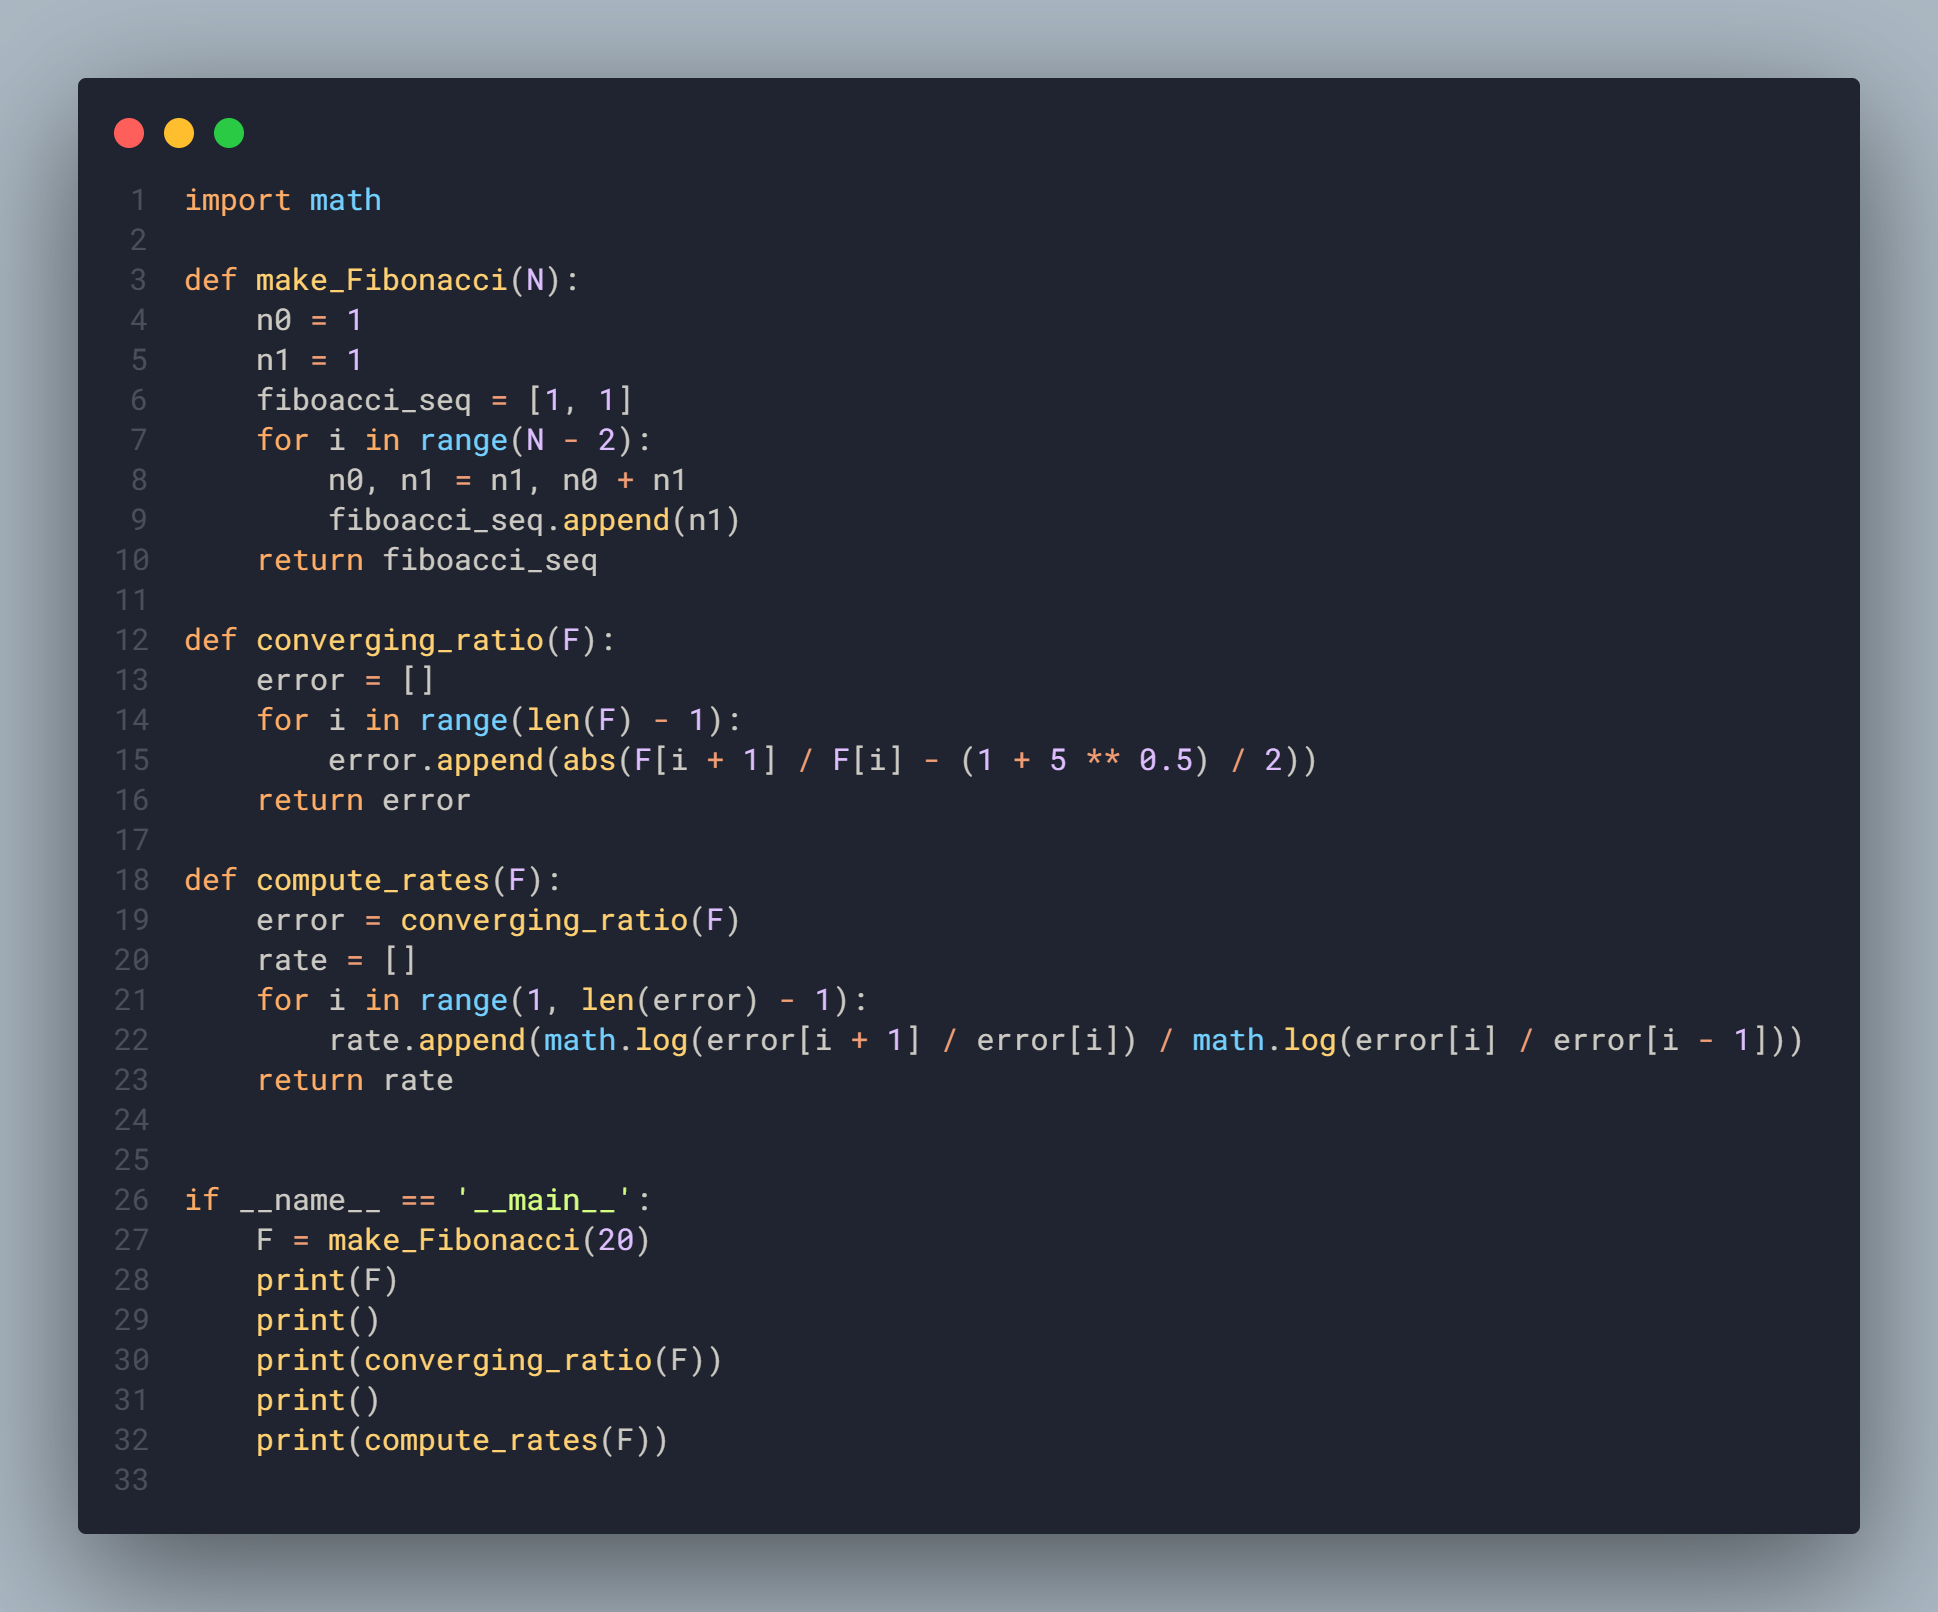 1 import math
2
3 def make_Fibonacci(N):
4     n0 = 1
5     n1 = 1
6     fiboacci_seq = [1, 1]
7     for i in range(N - 2):
8         n0, n1 = n1, n0 + n1
9         fiboacci_seq.append(n1)
10     return fiboacci_seq
11
12 def converging_ratio(F):
13     error = []
14     for i in range(len(F) - 1):
15         error.append(abs(F[i + 1] / F[i] - (1 + 5 ** 0.5) / 2))
16     return error
17
18 def compute_rates(F):
19     error = converging_ratio(F)
20     rate = []
21     for i in range(1, len(error) - 1):
22         rate.append(math.log(error[i + 1] / error[i]) / math.log(error[i] / error[i - 1]))
23     return rate
24
25
26 if __name__ == '__main__':
27     F = make_Fibonacci(20)
28     print(F)
29     print()
30     print(converging_ratio(F))
31     print()
32     print(compute_rates(F))
33